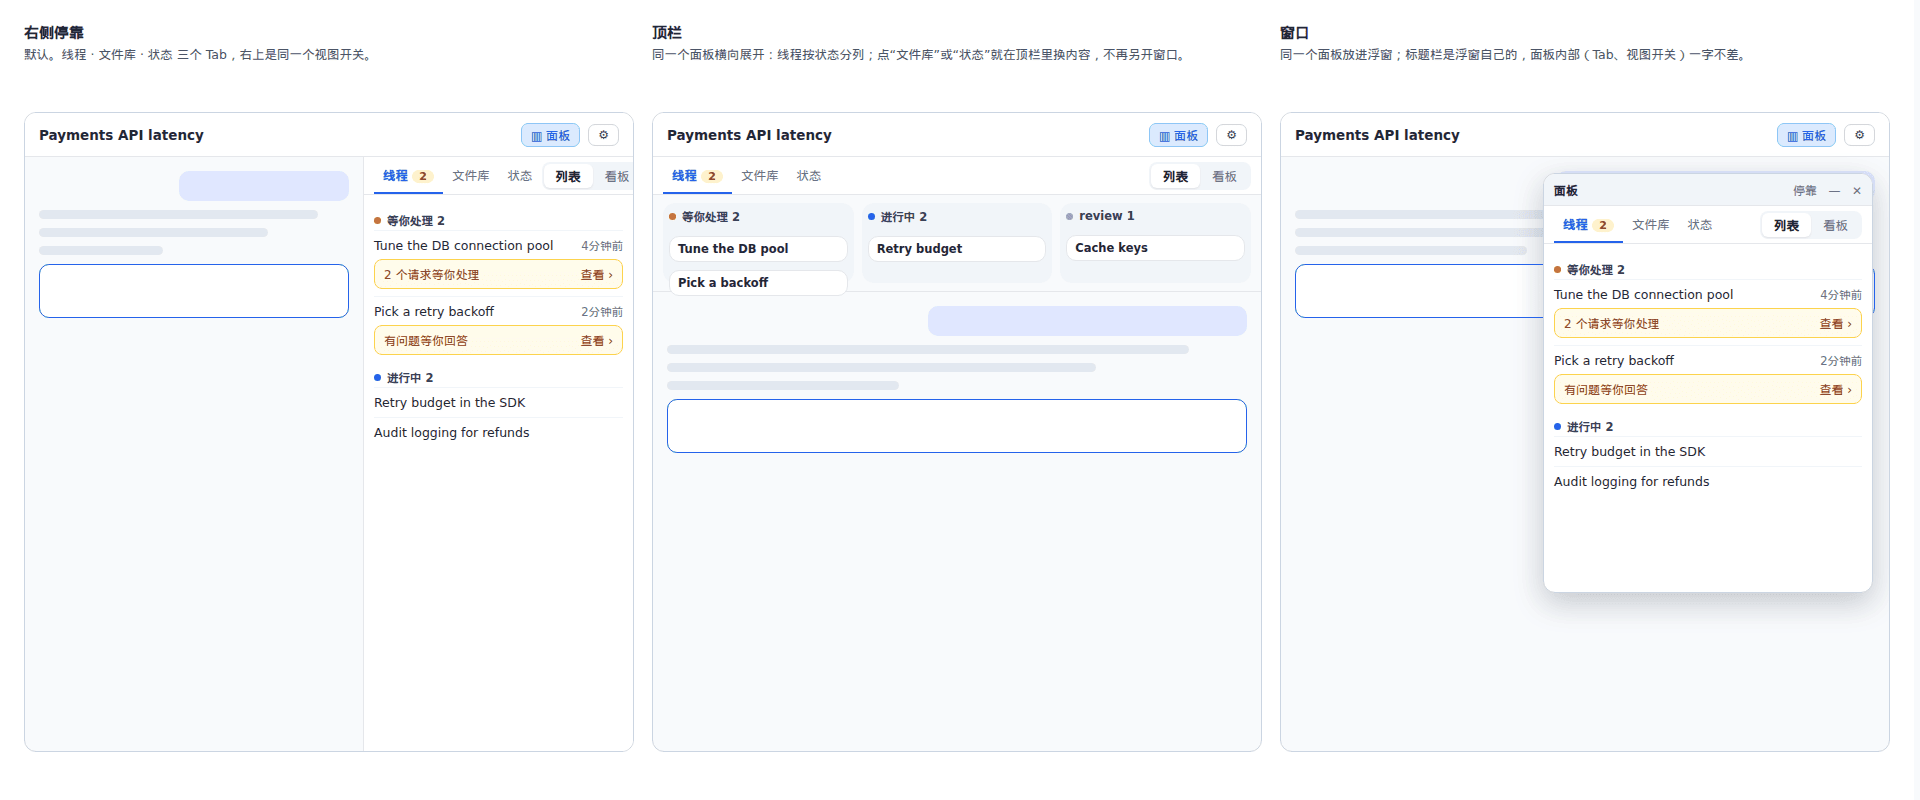 右侧停靠
默认。线程 · 文件库 · 状态 三个 Tab，右上是同一个视图开关。
Payments API latency
▥ 面板
⚙
线程 2
文件库
状态
列表
看板
等你处理 2
Tune the DB connection pool 4分钟前
2 个请求等你处理 查看 ›
Pick a retry backoff 2分钟前
有问题等你回答 查看 ›
进行中 2
Retry budget in the SDK
Audit logging for refunds
顶栏
同一个面板横向展开：线程按状态分列；点“文件库”或“状态”就在顶栏里换内容，不再另开窗口。
Payments API latency
▥ 面板
⚙
线程 2
文件库
状态
列表
看板
等你处理 2
Tune the DB pool
Pick a backoff
进行中 2
Retry budget
review 1
Cache keys
窗口
同一个面板放进浮窗；标题栏是浮窗自己的，面板内部（Tab、视图开关）一字不差。
Payments API latency
▥ 面板
⚙
面板
停靠 — ✕
线程 2
文件库
状态
列表
看板
等你处理 2
Tune the DB connection pool 4分钟前
2 个请求等你处理 查看 ›
Pick a retry backoff 2分钟前
有问题等你回答 查看 ›
进行中 2
Retry budget in the SDK
Audit logging for refunds